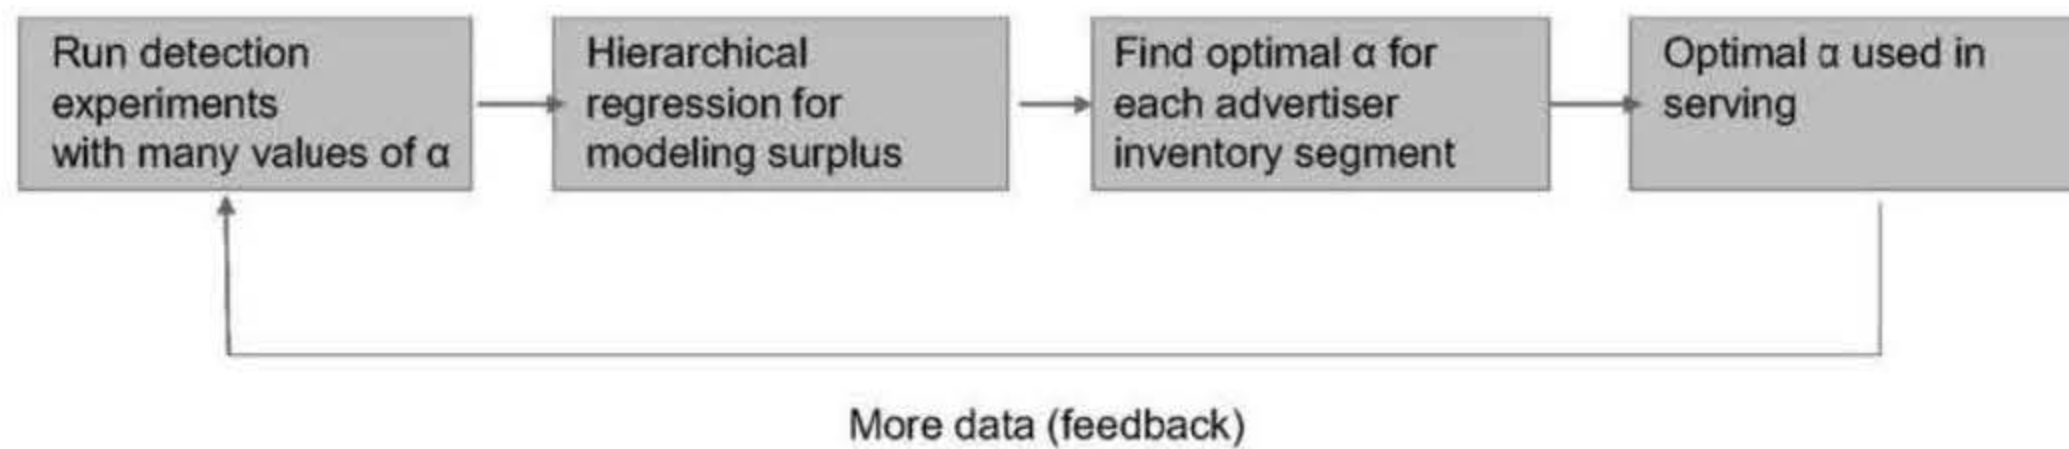 Run detection
experiments
with many values of α
Hierarchical
regression for
modeling surplus
Find optimal α for
each advertiser
inventory segment
Optimal α used in
serving
More data (feedback)